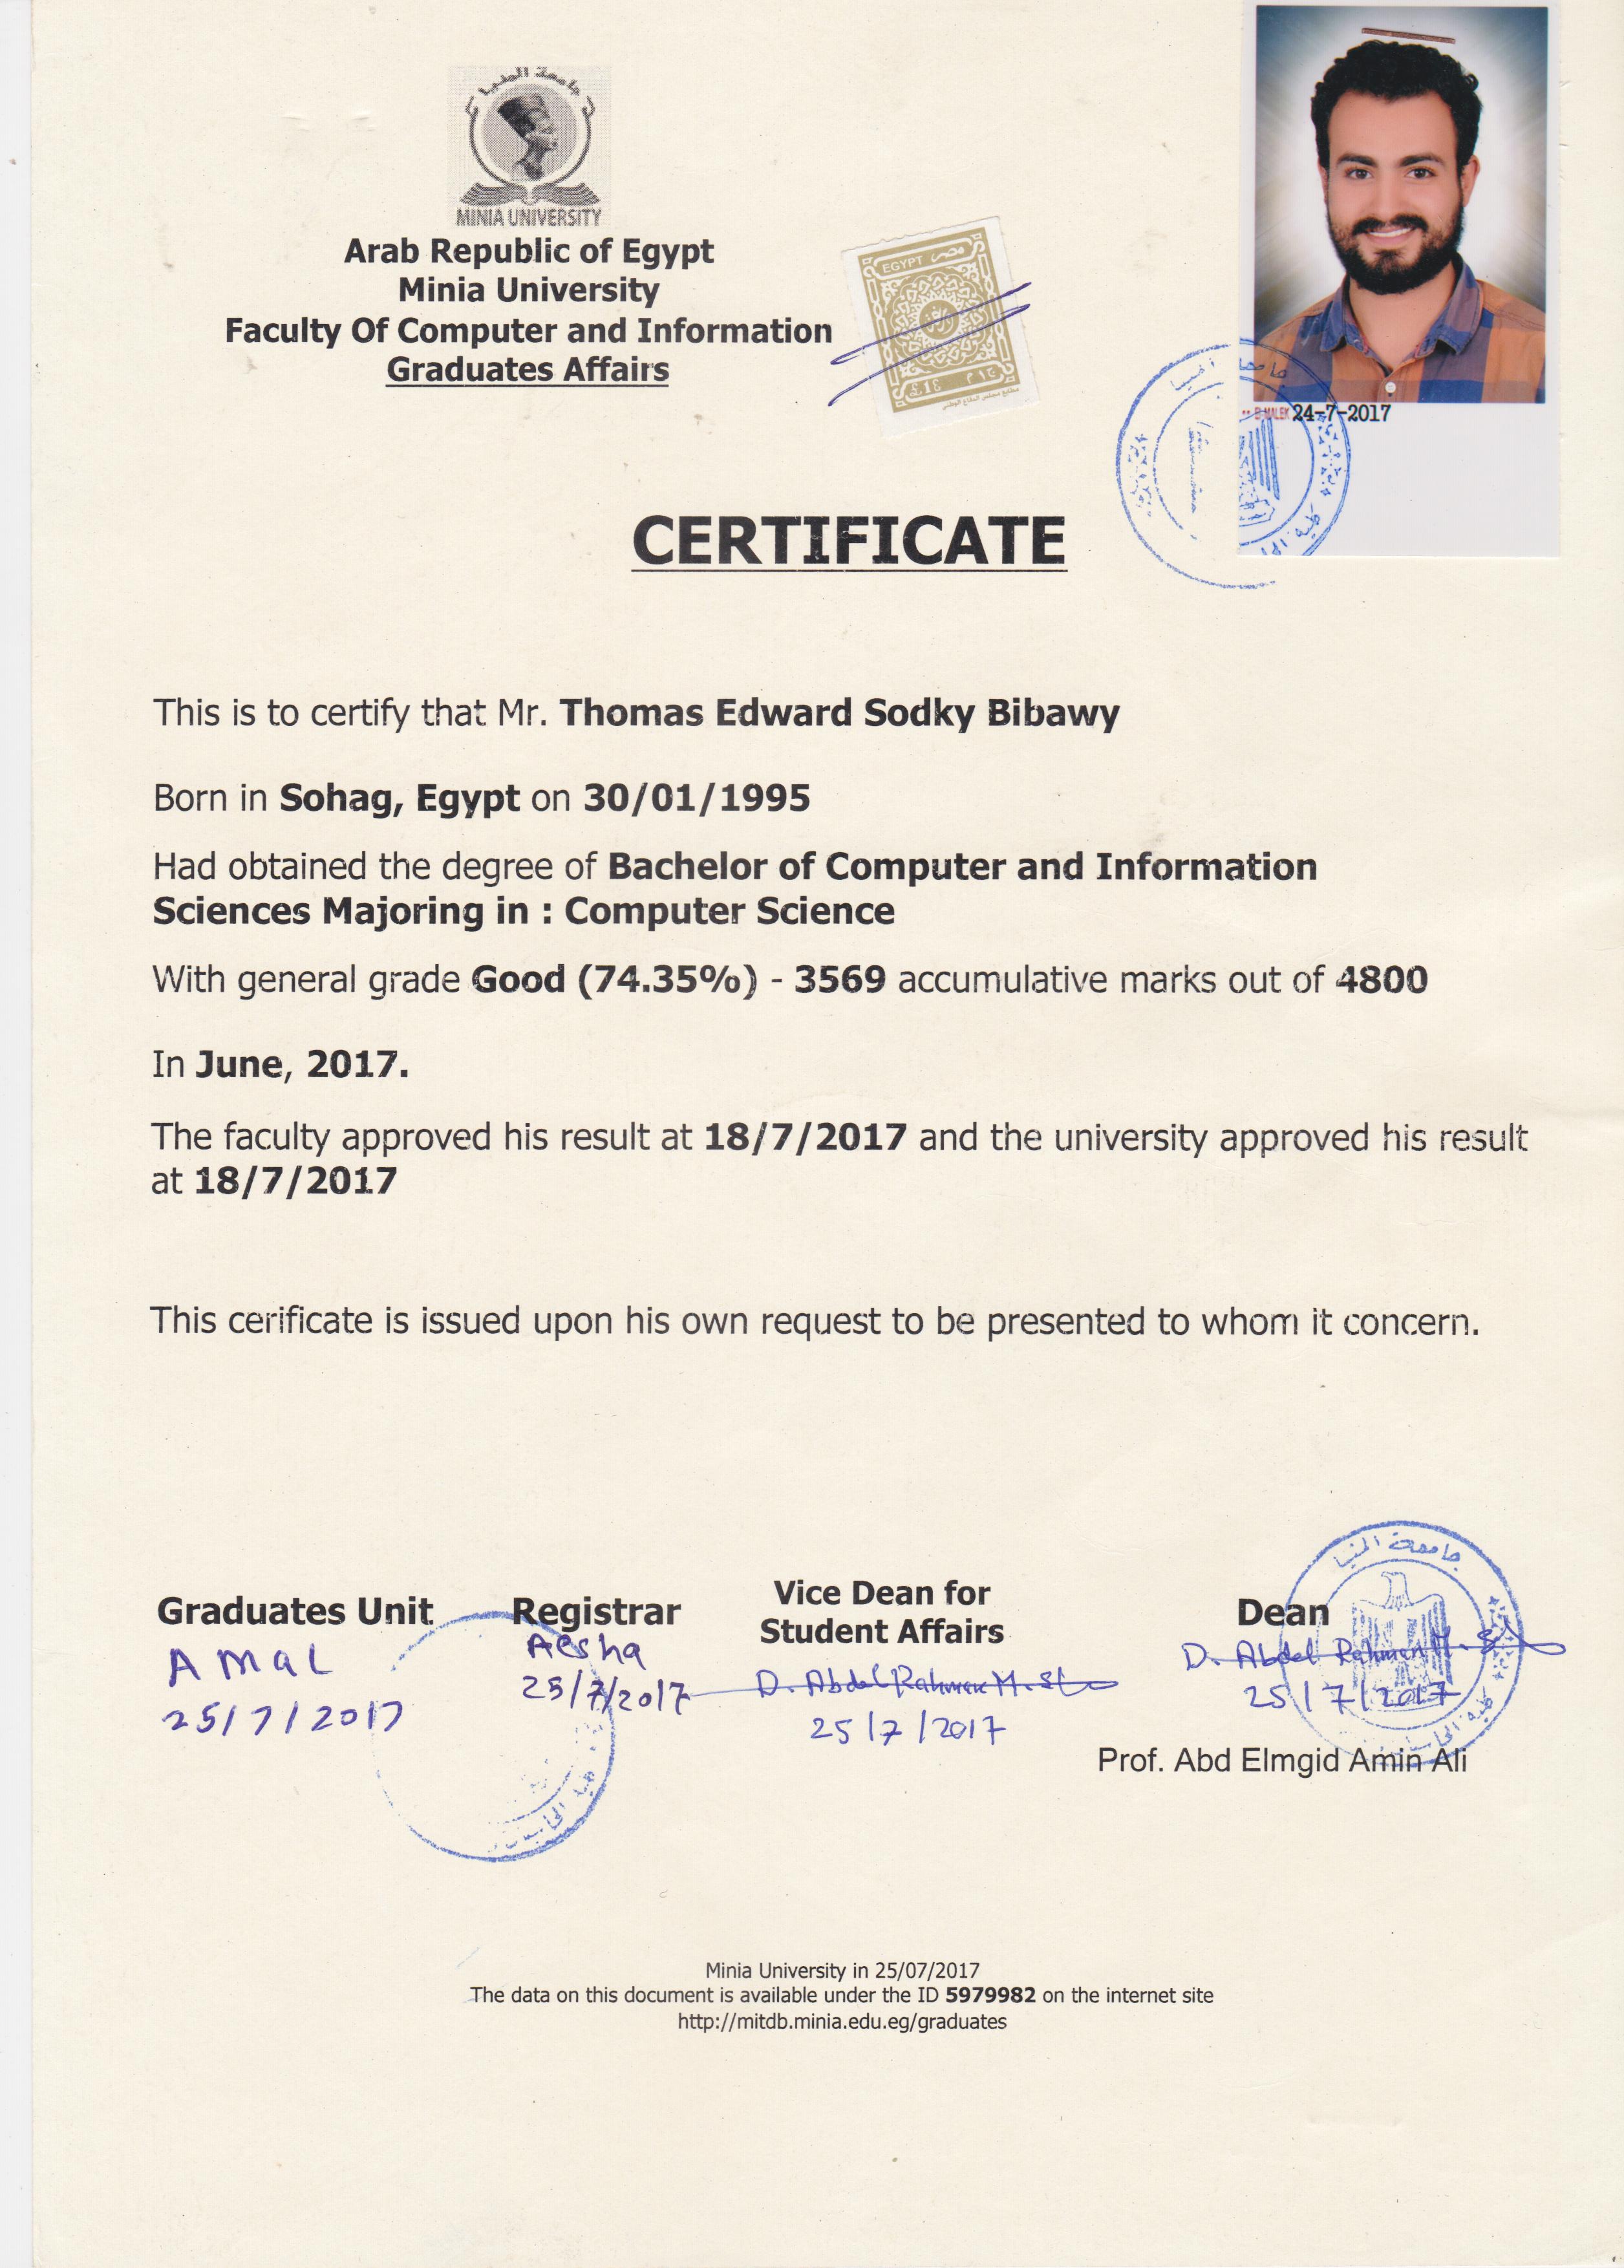 جامعة المنيا
MINIA UNIVERSITY
Arab Republic of Egypt
Minia University
Faculty Of Computer and Information
Graduates Affairs
EGYPT مصر
24-7-2017
جامعة المنيا
CERTIFICATE
This is to certify that Mr. Thomas Edward Sodky Bibawy
Born in Sohag, Egypt on 30/01/1995
Had obtained the degree of Bachelor of Computer and Information
Sciences Majoring in : Computer Science
With general grade Good (74.35%) - 3569 accumulative marks out of 4800
In June, 2017.
The faculty approved his result at 18/7/2017 and the university approved his result
at 18/7/2017
This cerificate is issued upon his own request to be presented to whom it concern.
Graduates Unit
Amal
25/7/2017
Registrar
Aesha
25/7/2017
Vice Dean for
Student Affairs
D. Abdel Rahman M.
25/7/2017
جامعة المنيا
Dean
D. Abdel Rahman M.
25/7/2017
Prof. Abd Elmgid Amin Ali
Minia University in 25/07/2017
The data on this document is available under the ID 5979982 on the internet site
http://mitdb.minia.edu.eg/graduates